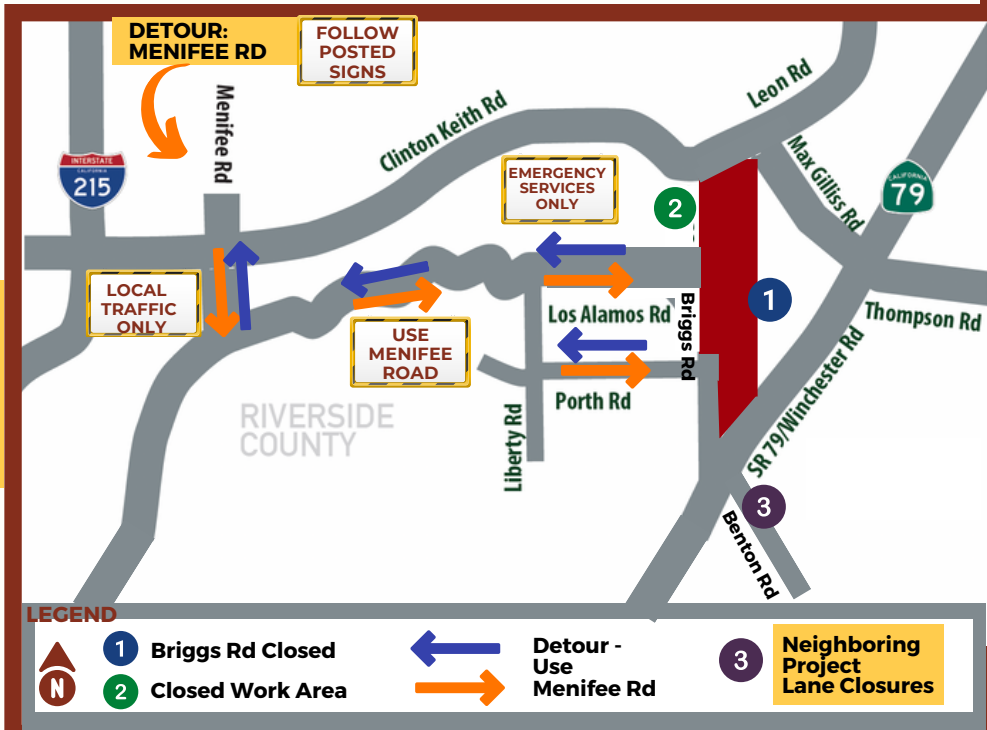 DETOUR:
MENIFEE RD
FOLLOW
POSTED
SIGNS
Menifee Rd
Clinton Keith Rd
Leon Rd
Max Gilliss Rd
INTERSTATE
CALIFORNIA
215
CALIFORNIA
79
EMERGENCY
SERVICES
ONLY
2
1
LOCAL
TRAFFIC
ONLY
USE
MENIFEE
ROAD
Los Alamos Rd
Briggs Rd
Thompson Rd
Porth Rd
Liberty Rd
RIVERSIDE
COUNTY
SR 79/Winchester Rd
3
Benton Rd
LEGEND
N
1 Briggs Rd Closed
2 Closed Work Area
Detour -
Use
Menifee Rd
3
Neighboring
Project
Lane Closures